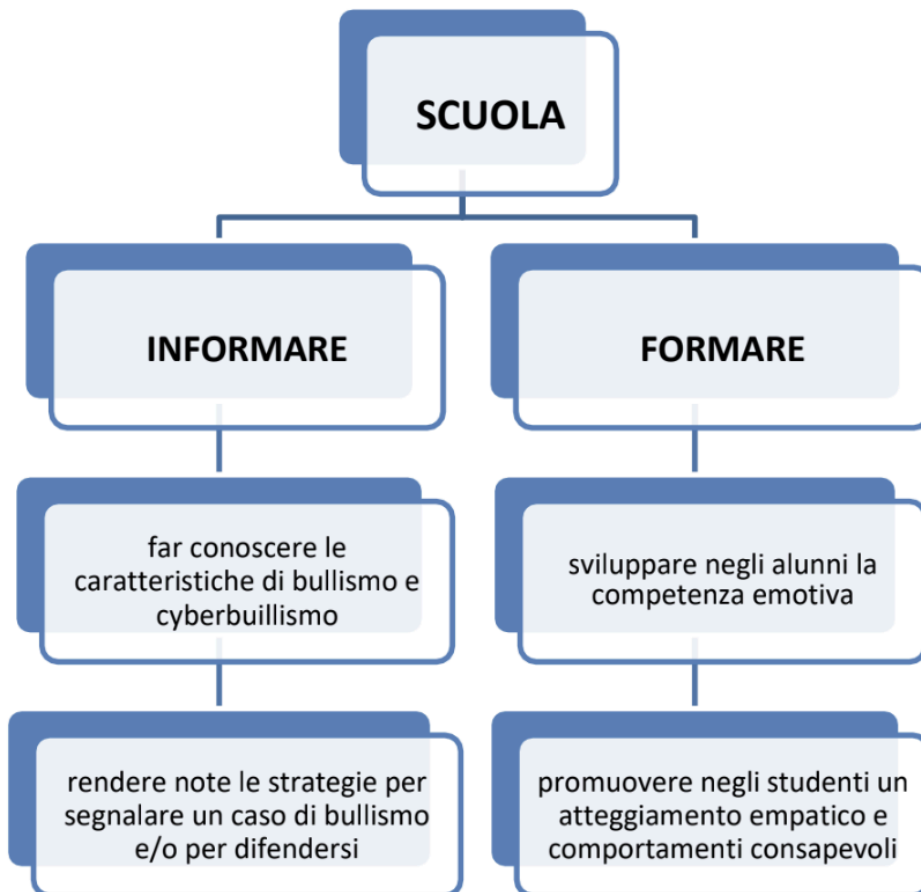 SCUOLA
INFORMARE
FORMARE
far conoscere le
caratteristiche di bullismo e
cyberbuillismo
sviluppare negli alunni la
competenza emotiva
rendere note le strategie per
segnalare un caso di bullismo
e/o per difendersi
promuovere negli studenti un
atteggiamento empatico e
comportamenti consapevoli